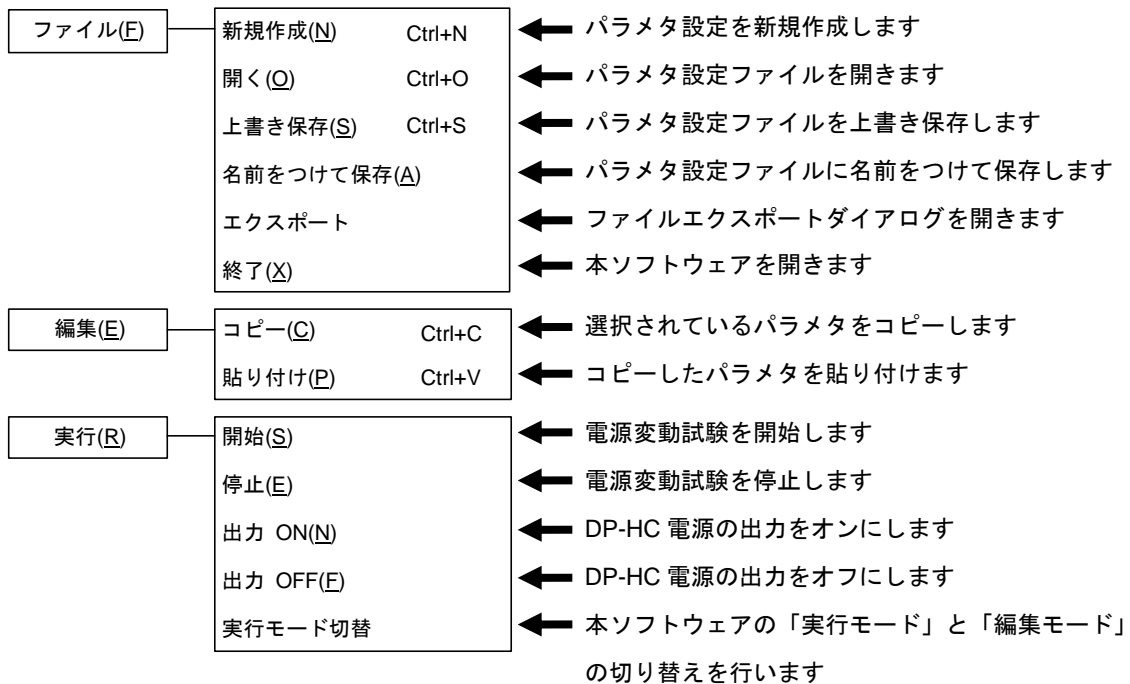 ファイル(F)
新規作成(N) Ctrl+N パラメタ設定を新規作成します
開く(O) Ctrl+O パラメタ設定ファイルを開きます
上書き保存(S) Ctrl+S パラメタ設定ファイルを上書き保存します
名前をつけて保存(A) パラメタ設定ファイルに名前をつけて保存します
エクスポート ファイルエクスポートダイアログを開きます
終了(X) 本ソフトウェアを開きます
編集(E)
コピー(C) Ctrl+C 選択されているパラメタをコピーします
貼り付け(P) Ctrl+V コピーしたパラメタを貼り付けます
実行(R)
開始(S) 電源変動試験を開始します
停止(E) 電源変動試験を停止します
出力 ON(N) DP-HC 電源の出力をオンにします
出力 OFF(F) DP-HC 電源の出力をオフにします
実行モード切替 本ソフトウェアの「実行モード」と「編集モード」
の切り替えを行います